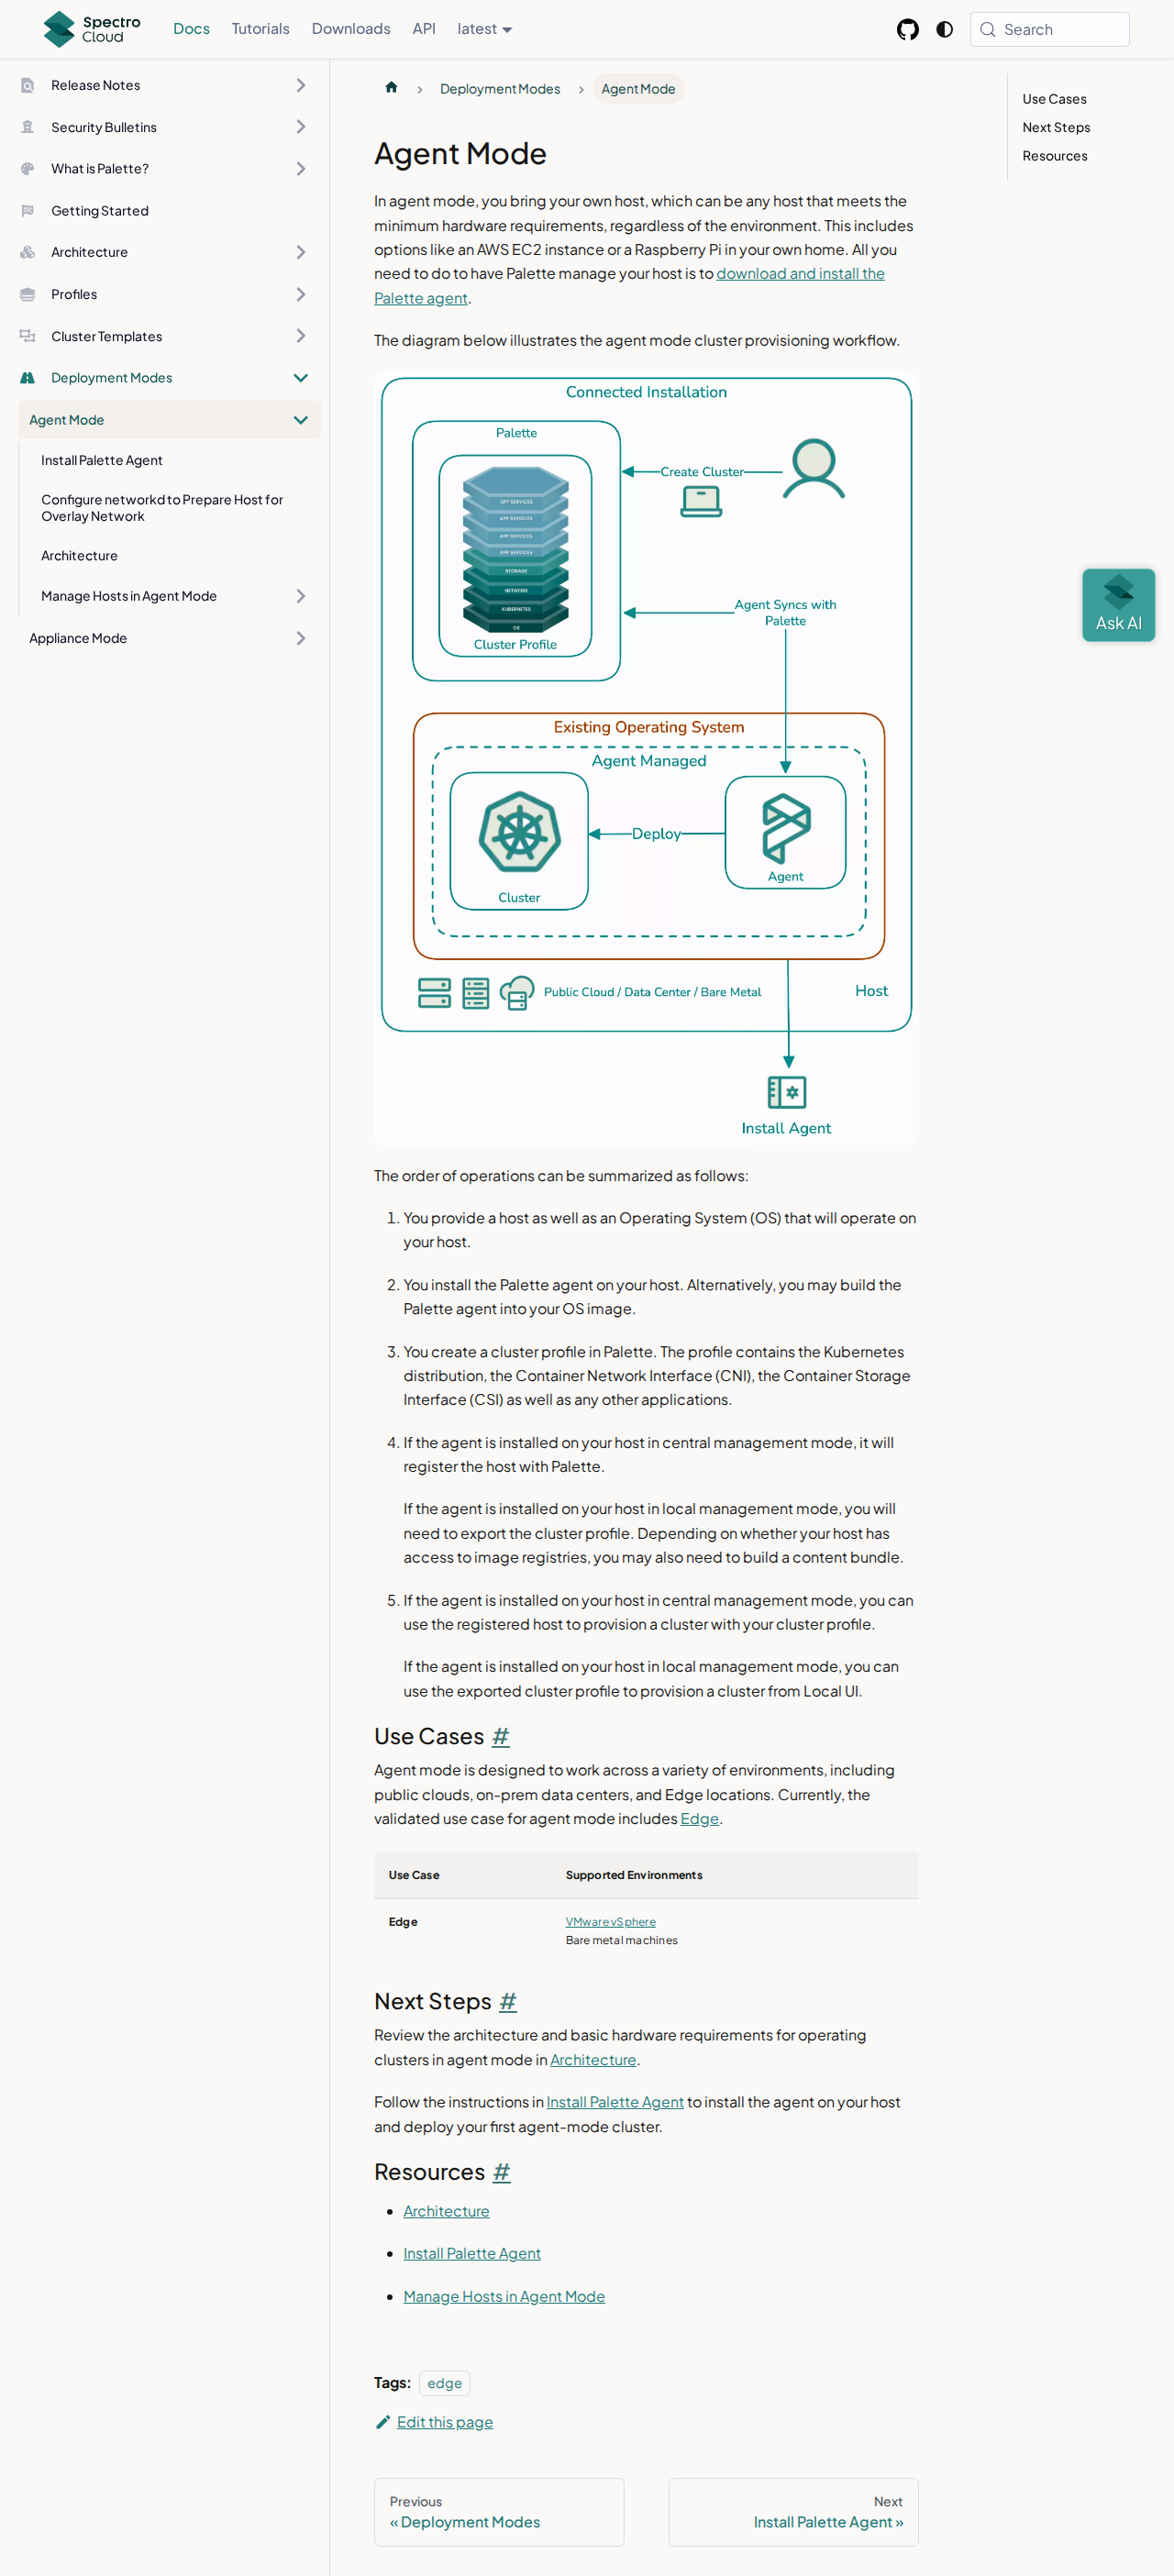 Spectro
Cloud
Docs
Tutorials
Downloads
API
latest
Search
Release Notes
Security Bulletins
What is Palette?
Getting Started
Architecture
Profiles
Cluster Templates
Deployment Modes
Agent Mode
Install Palette Agent
Configure networkd to Prepare Host for
Overlay Network
Architecture
Manage Hosts in Agent Mode
Appliance Mode
Deployment Modes
Agent Mode
Agent Mode
In agent mode, you bring your own host, which can be any host that meets the
minimum hardware requirements, regardless of the environment. This includes
options like an AWS EC2 instance or a Raspberry Pi in your own home. All you
need to do to have Palette manage your host is to download and install the
Palette agent.
The diagram below illustrates the agent mode cluster provisioning workflow.
Connected Installation
Palette
APP SERVICES
APP SERVICES
APP SERVICES
APP SERVICES
STORAGE
NETWORK
KUBERNETES
OS
Cluster Profile
Create Cluster
Agent Syncs with
Palette
Existing Operating System
Agent Managed
Cluster
Deploy
Agent
Public Cloud / Data Center / Bare Metal
Host
Install Agent
The order of operations can be summarized as follows:
1. You provide a host as well as an Operating System (OS) that will operate on
your host.
2. You install the Palette agent on your host. Alternatively, you may build the
Palette agent into your OS image.
3. You create a cluster profile in Palette. The profile contains the Kubernetes
distribution, the Container Network Interface (CNI), the Container Storage
Interface (CSI) as well as any other applications.
4. If the agent is installed on your host in central management mode, it will
register the host with Palette.
If the agent is installed on your host in local management mode, you will
need to export the cluster profile. Depending on whether your host has
access to image registries, you may also need to build a content bundle.
5. If the agent is installed on your host in central management mode, you can
use the registered host to provision a cluster with your cluster profile.
If the agent is installed on your host in local management mode, you can
use the exported cluster profile to provision a cluster from Local UI.
Use Cases #
Agent mode is designed to work across a variety of environments, including
public clouds, on-prem data centers, and Edge locations. Currently, the
validated use case for agent mode includes Edge.
Use Case
Supported Environments
Edge
VMware vSphere
Bare metal machines
Next Steps #
Review the architecture and basic hardware requirements for operating
clusters in agent mode in Architecture.
Follow the instructions in Install Palette Agent to install the agent on your host
and deploy your first agent-mode cluster.
Resources #
Architecture
Install Palette Agent
Manage Hosts in Agent Mode
Tags: edge
Edit this page
Previous
« Deployment Modes
Next
Install Palette Agent »
Use Cases
Next Steps
Resources
Ask AI